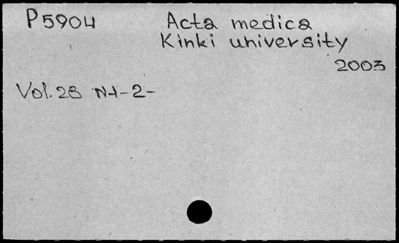 P5904 Acta medica
Kinki university
2003
Vol.28 N1-2-